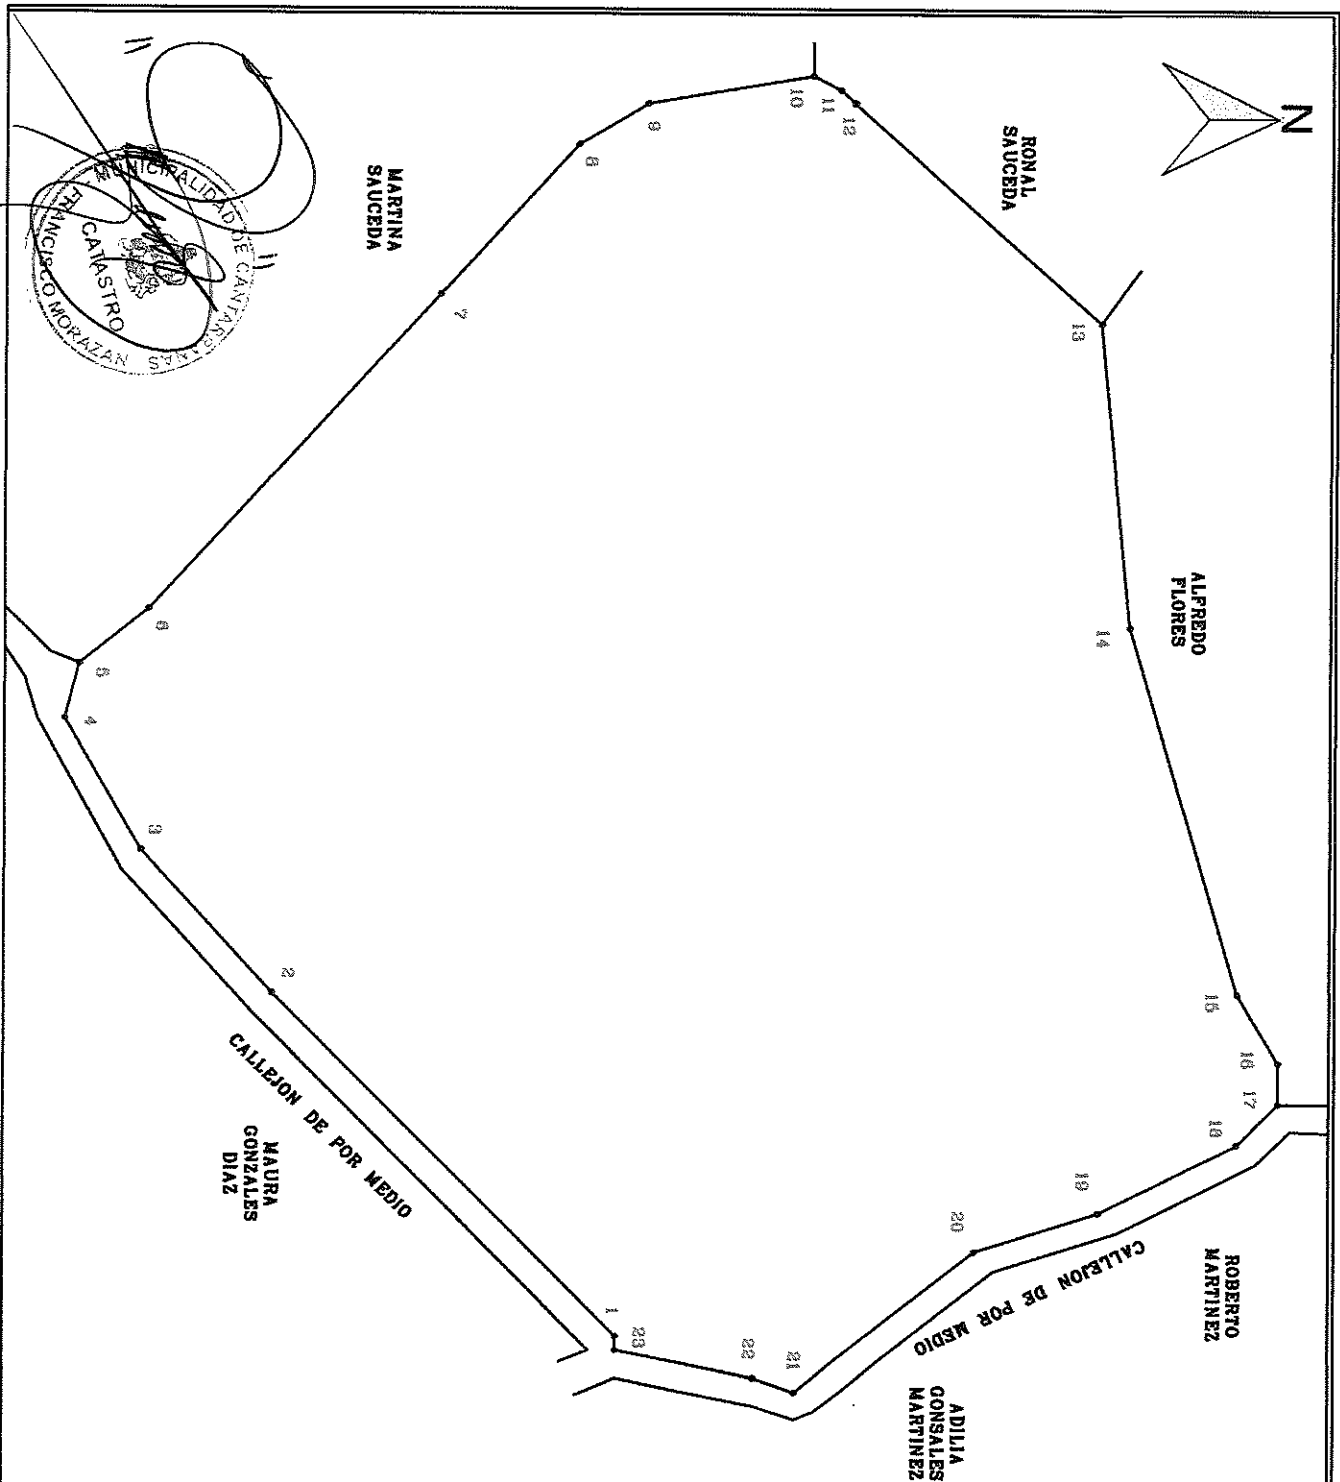 N
RONAL
SAUCEDA
ALFREDO
FLORES
MARTINA
SAUCEDA
ROBERTO
MARTINEZ
ADILIA
GONSALES
MARTINEZ
MAURA
GONZALES
DIAZ
CALLEJON DE POR MEDIO
CALLEJON DE POR MEDIO
1
2
3
4
5
6
7
8
9
10
11
12
13
14
15
16
17
18
19
20
21
22
23
MUNICIPALIDAD DE CANTARRANAS
CATASTRO
FRANCISCO MORAZAN